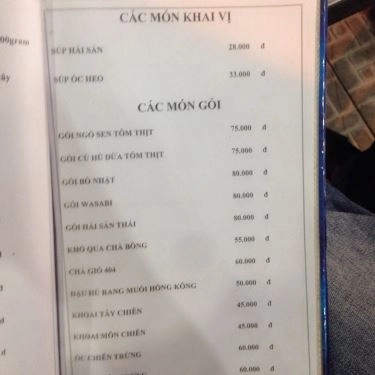 00gram
CÁC MÓN KHAI VỊ
SÚP HẢI SẢN 28.000 đ
SÚP ÓC HEO 33.000 đ
CÁC MÓN GỎI
GỎI NGÓ SEN TÔM THỊT 75.000 đ
GỎI CỦ HŨ DỪA TÔM THỊT 75.000 đ
GỎI BÒ NHẬT 80.000 đ
GỎI WASABI 80.000 đ
GỎI HẢI SẢN THÁI 80.000 đ
KHỔ QUA CHÀ BÔNG 55.000 đ
CHẢ GIÒ 404 60.000 đ
ĐẬU HŨ RANG MUỐI HỒNG KÔNG 50.000 đ
KHOAI TÂY CHIÊN 45.000 đ
KHOAI MÔN CHIÊN 45.000 đ
ỐC CHIÊN TRỨNG 60.000 đ
60.000 đ